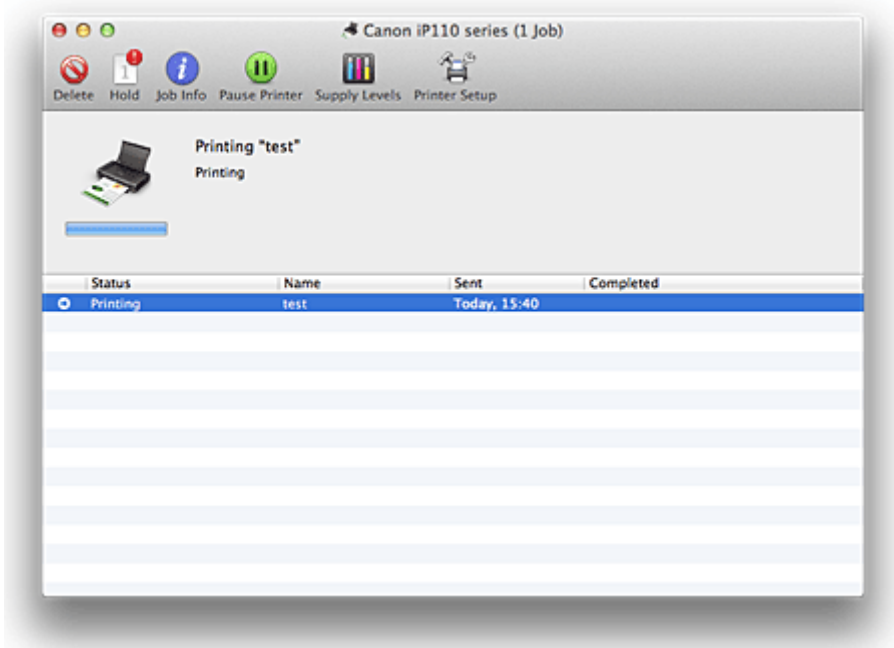 Canon iP110 series (1 Job)
Delete Hold Job Info Pause Printer Supply Levels Printer Setup
Printing "test"
Printing
Status Name Sent Completed
Printing test Today, 15:40